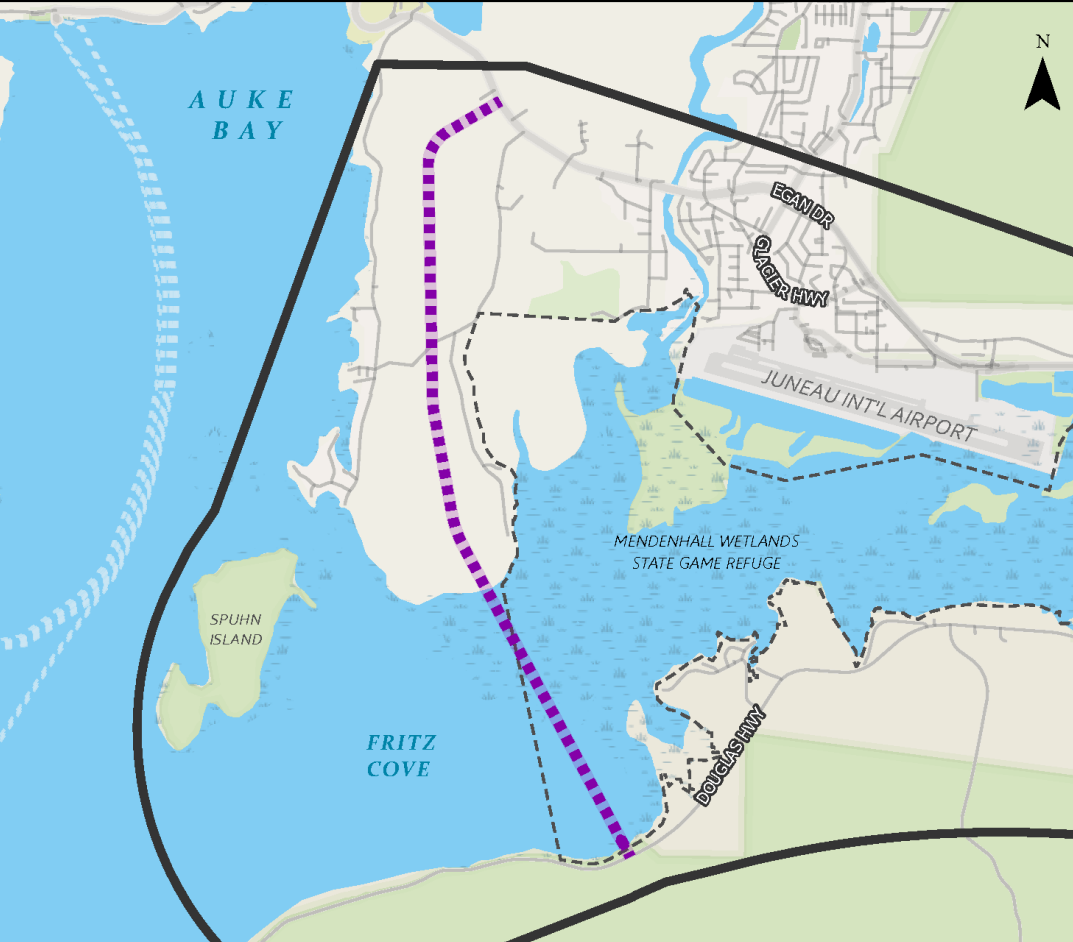 N
AUKE
BAY
EGAN DR
GLACIER HWY
JUNEAU INT'L AIRPORT
MENDENHALL WETLANDS
STATE GAME REFUGE
SPUHN
ISLAND
DOUGLAS HWY
FRITZ
COVE